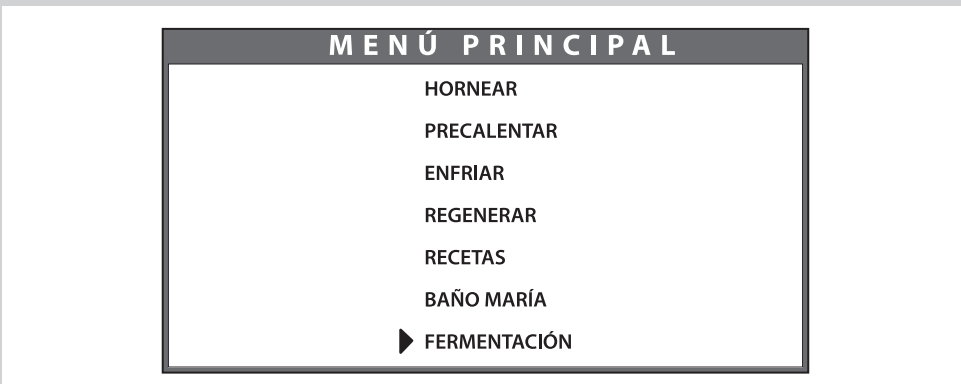 MENÚ PRINCIPAL
HORNEAR
PRECALENTAR
ENFRIAR
REGENERAR
RECETAS
BAÑO MARÍA
FERMENTACIÓN